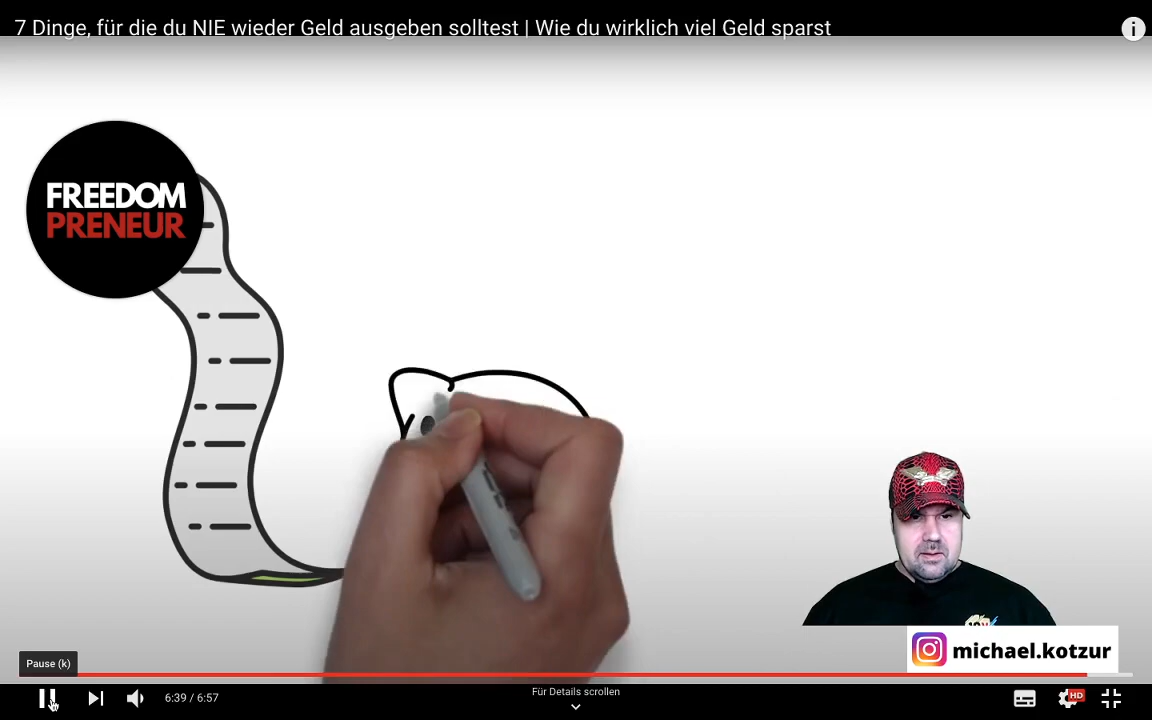 7 Dinge, für die du NIE wieder Geld ausgeben solltest | Wie du wirklich viel Geld sparst
FREEDOM
PRENEUR
michael.kotzur
Pause (k)
6:39 / 6:57
Für Details scrollen
HD